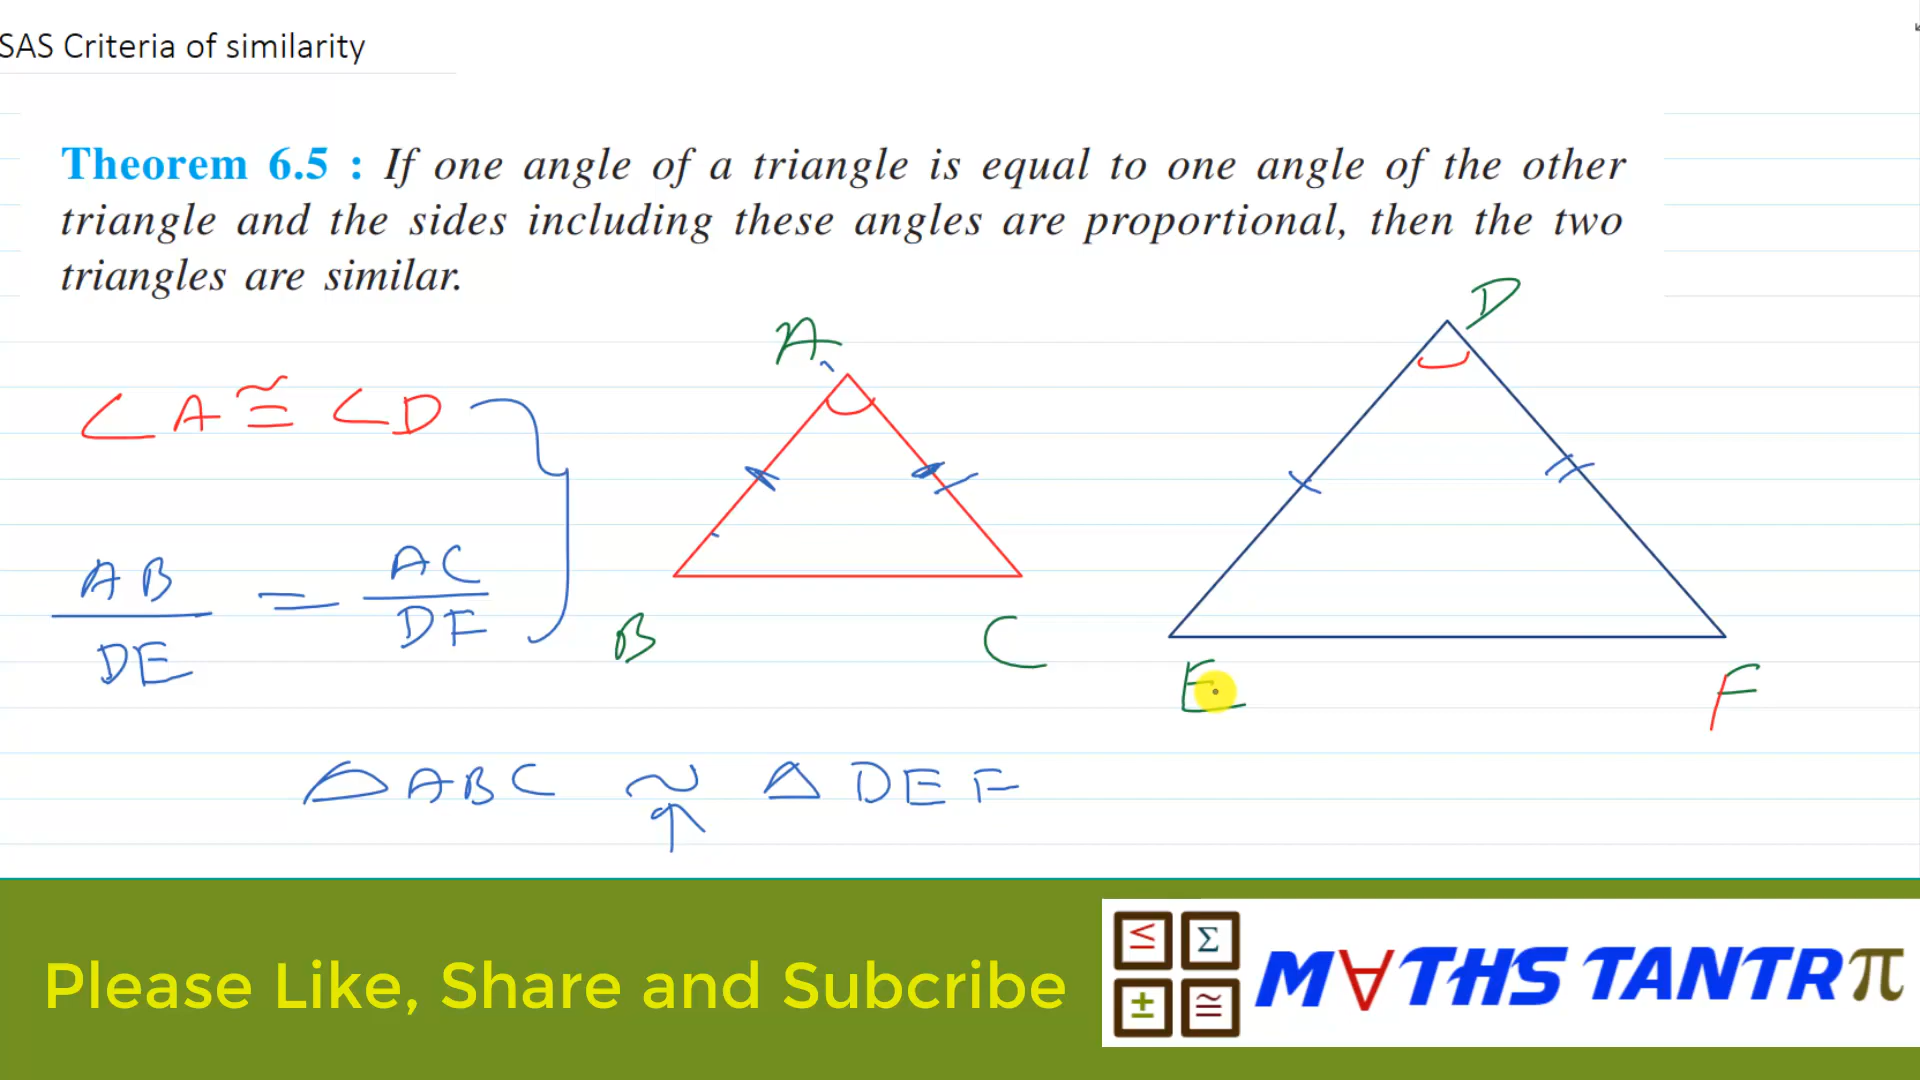 SAS Criteria of similarity
Theorem 6.5 : If one angle of a triangle is equal to one angle of the other
triangle and the sides including these angles are proportional, then the two
triangles are similar.
∠A ≅ ∠D
AB/DE = AC/DF
A
B
C
D
E
F
△ABC ~ △DEF
Please Like, Share and Subcribe
≤ Σ
± ≅
M∀THS TANTRπ